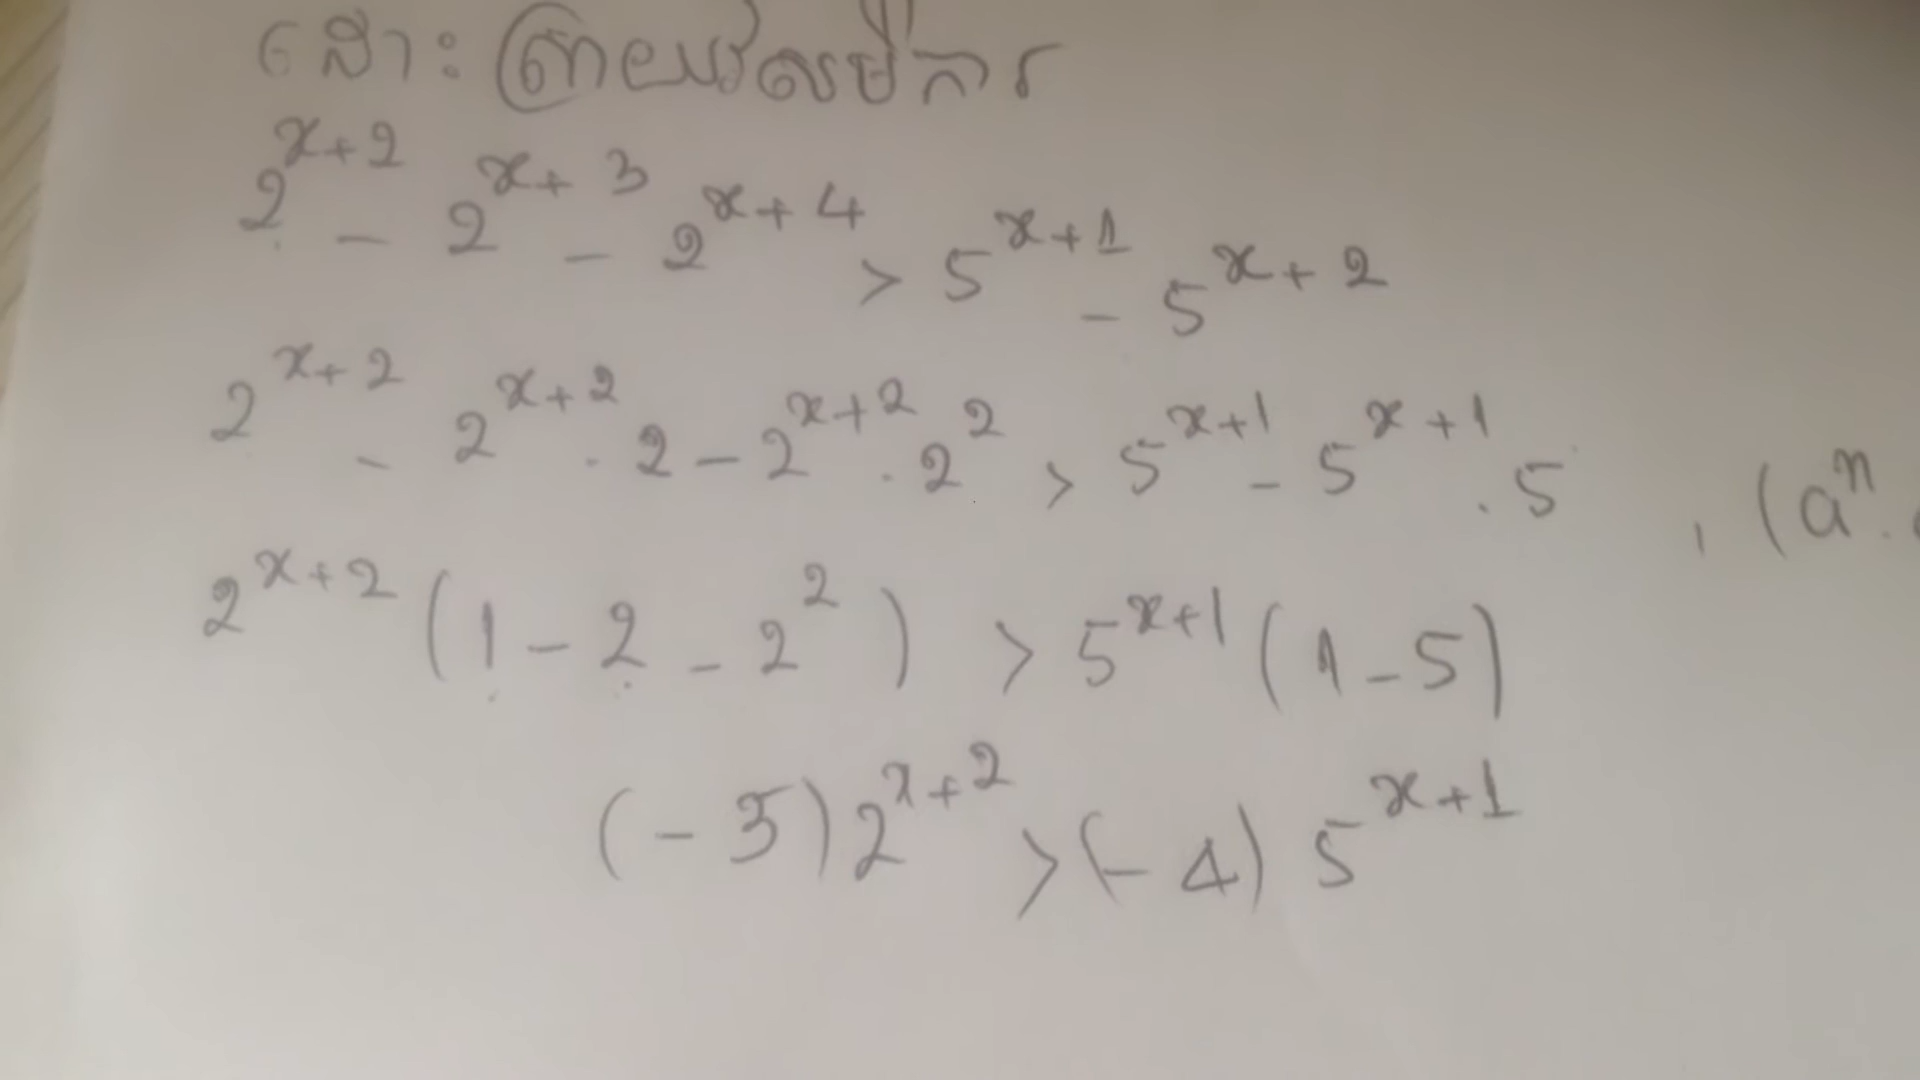 ដោះស្រាយវិសមីការ
2^{x+2} - 2^{x+3} - 2^{x+4} > 5^{x+1} - 5^{x+2}
2^{x+2} - 2^{x+2} . 2 - 2^{x+2} . 2^2 > 5^{x+1} - 5^{x+1} . 5 , (a^n .
2^{x+2} (1 - 2 - 2^2) > 5^{x+1} (1 - 5)
(-5) 2^{x+2} > (-4) 5^{x+1}